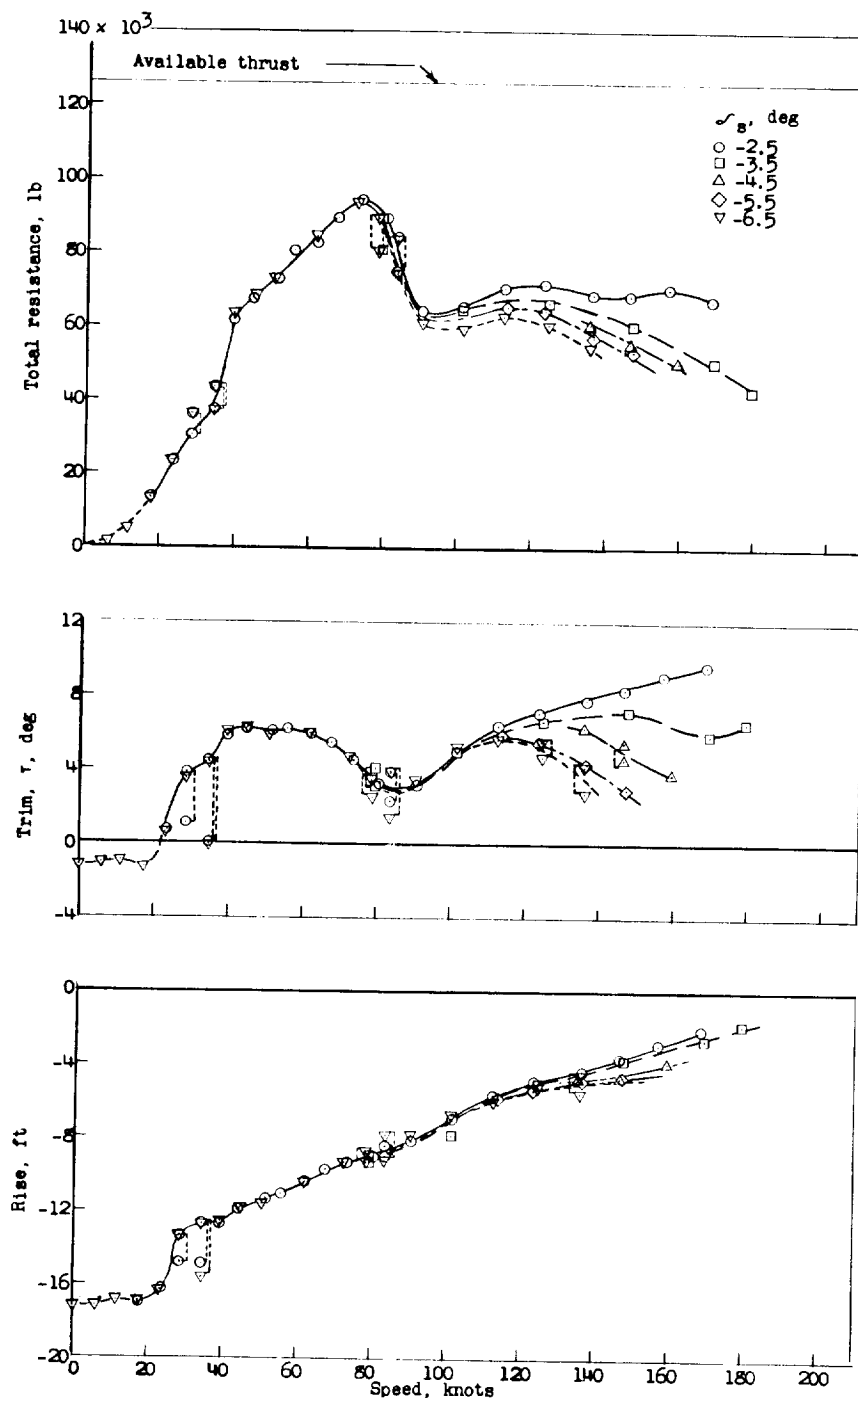 140 × 10³
Available thrust
120
100
80
60
40
20
0
Total resistance, lb
s, deg
-2.5
-3.5
-4.5
-5.5
-6.5
12
8
4
0
-4
Trim, τ, deg
0
-4
-8
-12
-16
-20
Rise, ft
0 20 40 60 80 100 120 140 160 180 200
Speed, knots